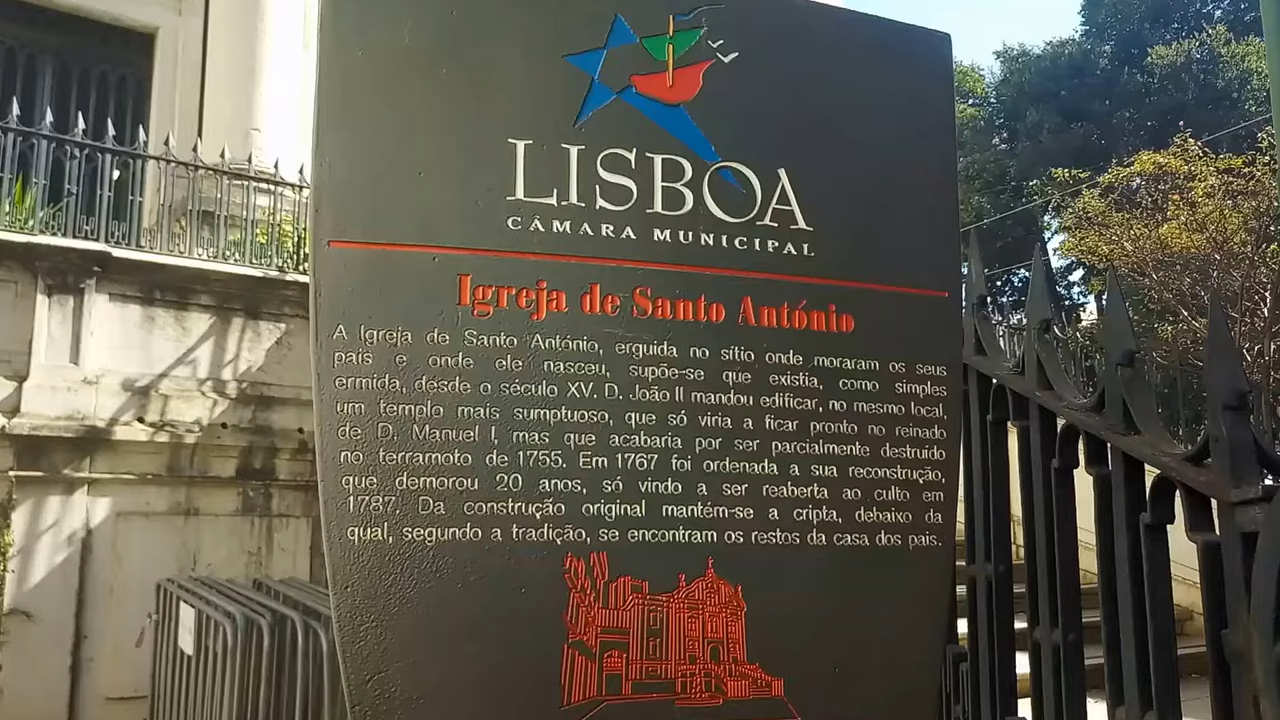 LISBOA
CÂMARA MUNICIPAL
Igreja de Santo António
A Igreja de Santo António, erguida no sítio onde moraram os seus
pais e onde ele nasceu, supõe-se que existia, como simples
ermida, desde o século XV. D. João II mandou edificar, no mesmo local,
um templo mais sumptuoso, que só viria a ficar pronto no reinado
de D. Manuel I, mas que acabaria por ser parcialmente destruído
no terramoto de 1755. Em 1767 foi ordenada a sua reconstrução,
que demorou 20 anos, só vindo a ser reaberta ao culto em
1787. Da construção original mantém-se a cripta, debaixo da
qual, segundo a tradição, se encontram os restos da casa dos pais.